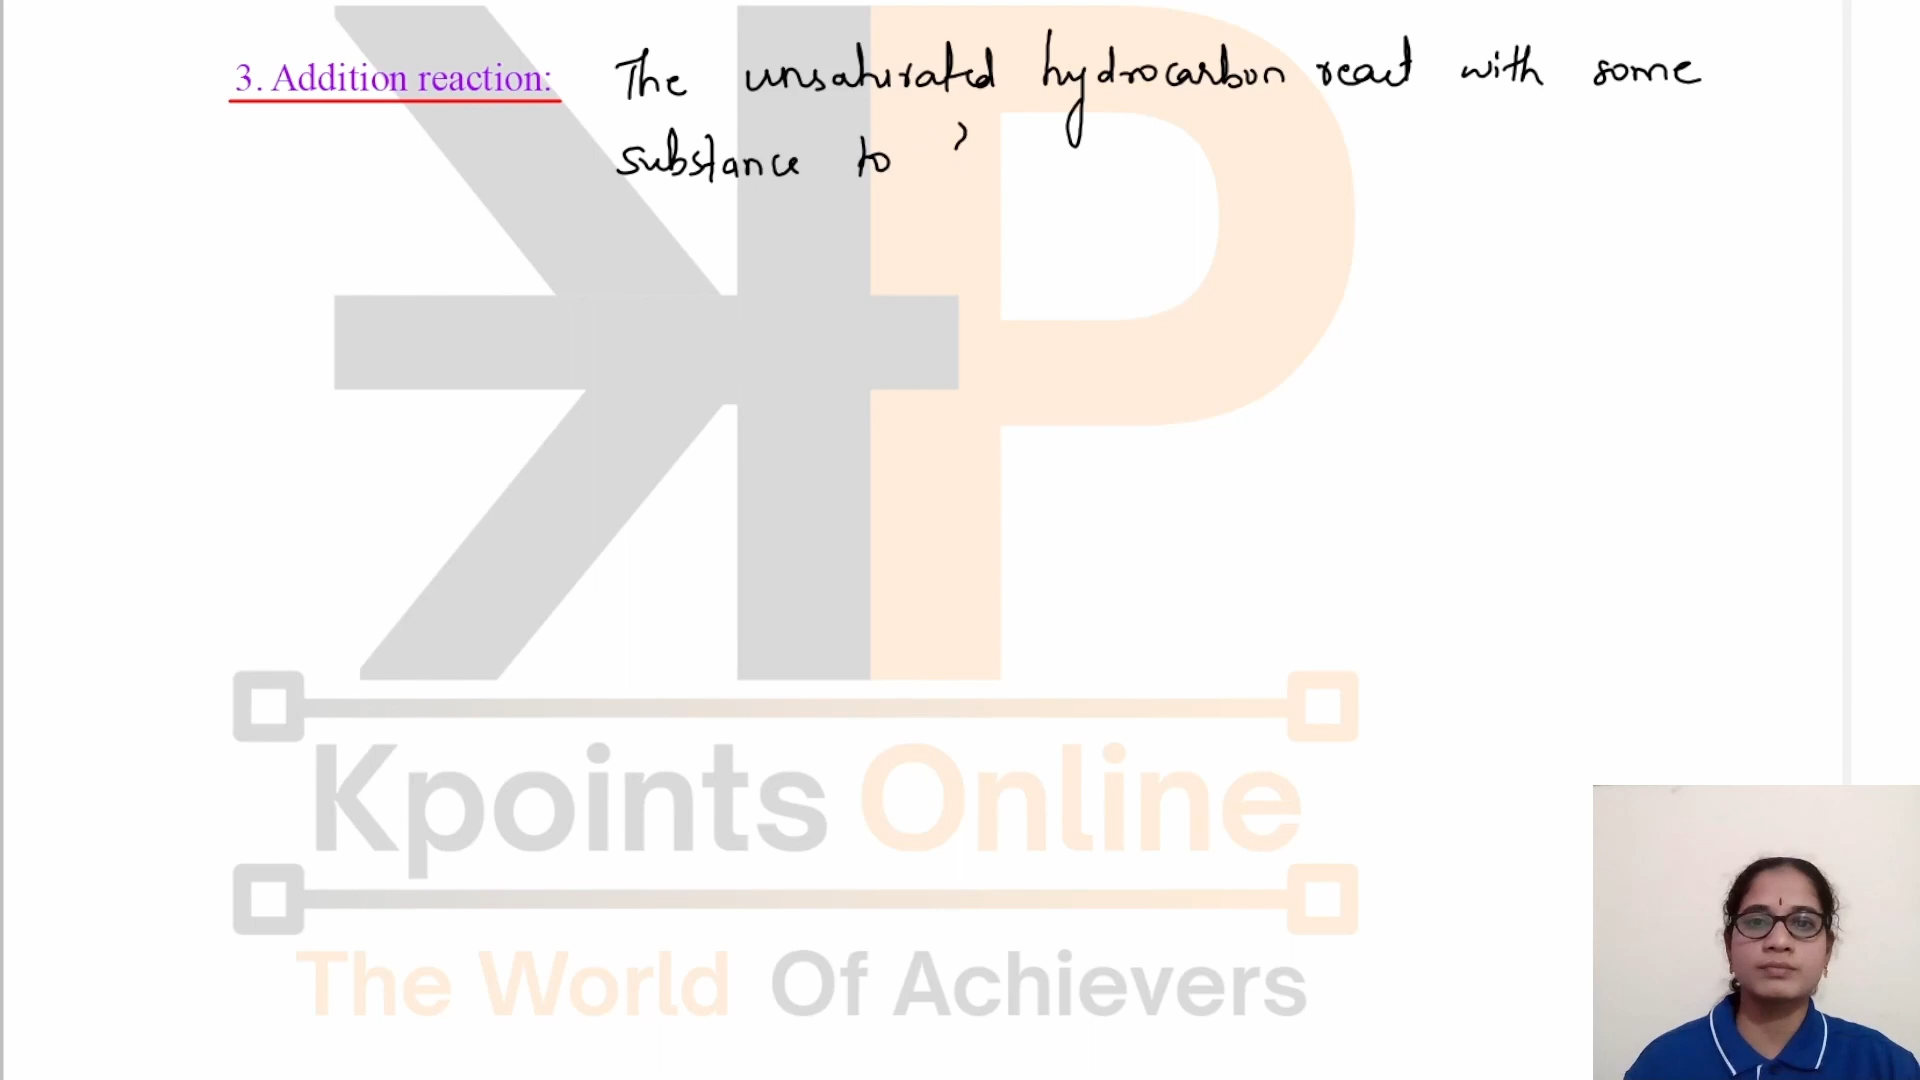 3. Addition reaction: The unsaturated hydrocarbon react with some
substance to
Kpoints Online
The World Of Achievers